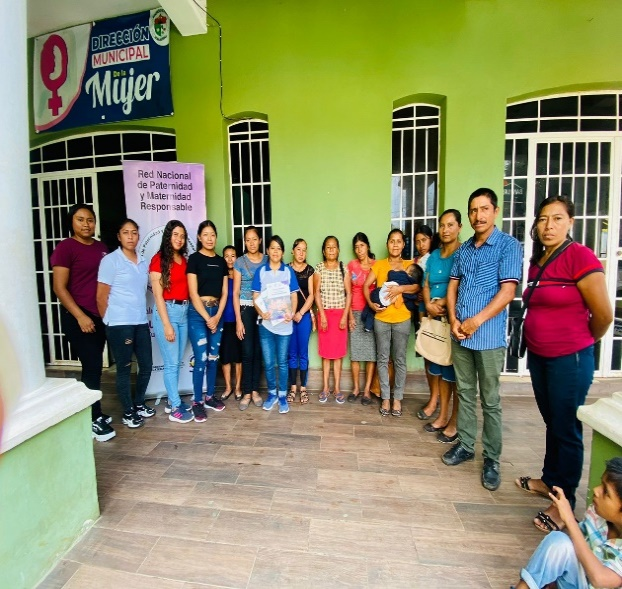 DIRECCIÓN
MUNICIPAL
De la
Mujer
Red Nacional
de Paternidad
y Maternidad
Responsable